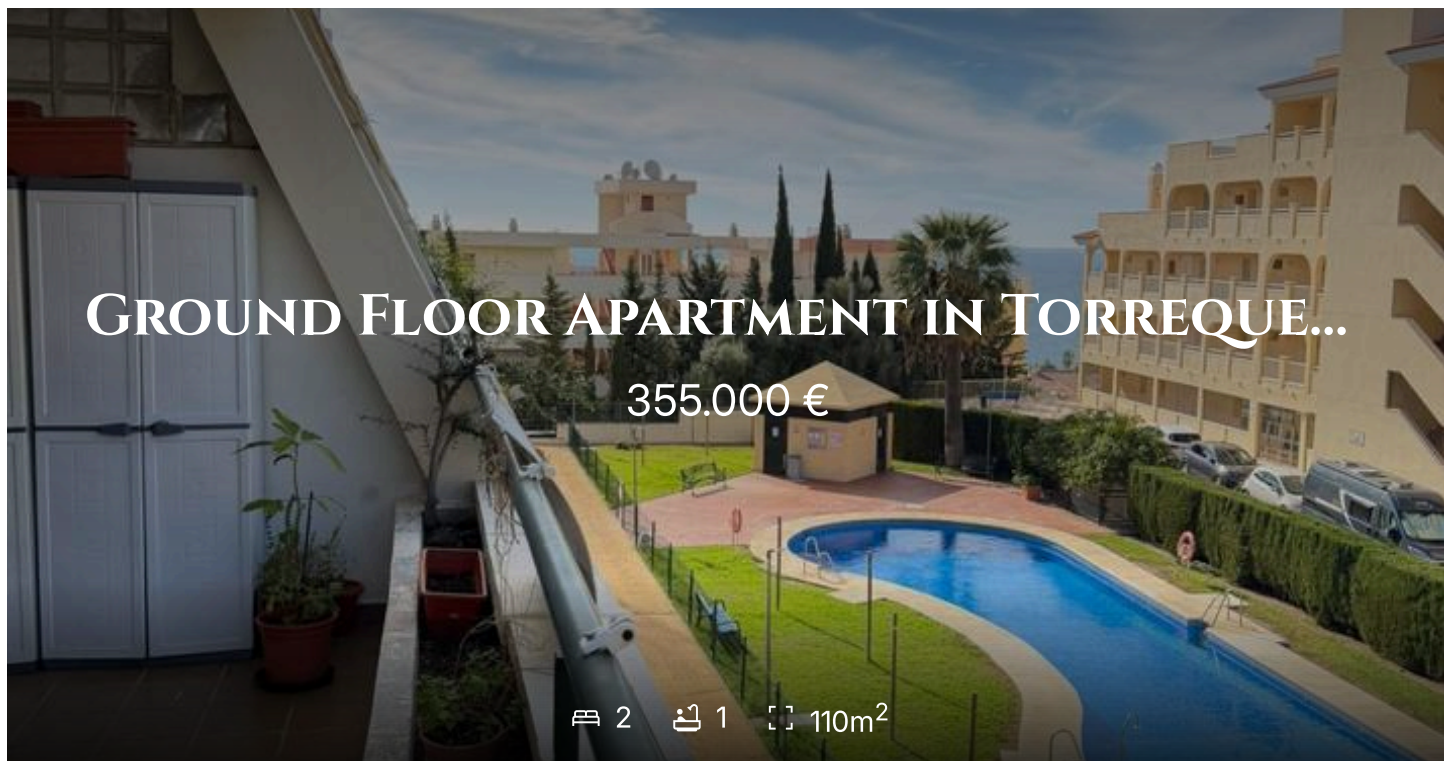 Ground Floor Apartment in Torreque...
355.000 €
2 1 110m²